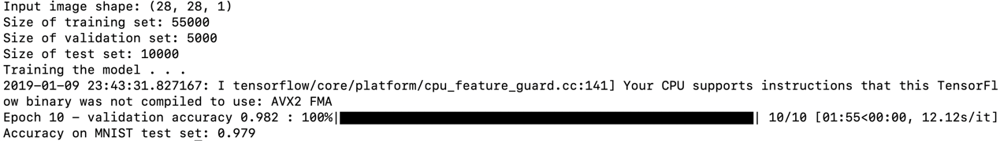 Input image shape: (28, 28, 1)
Size of training set: 55000
Size of validation set: 5000
Size of test set: 10000
Training the model . . .
2019-01-09 23:43:31.827167: I tensorflow/core/platform/cpu_feature_guard.cc:141] Your CPU supports instructions that this TensorFl
ow binary was not compiled to use: AVX2 FMA
Epoch 10 – validation accuracy 0.982 : 100%|██████████████████████████████████████████████████████| 10/10 [01:55<00:00, 12.12s/it]
Accuracy on MNIST test set: 0.979